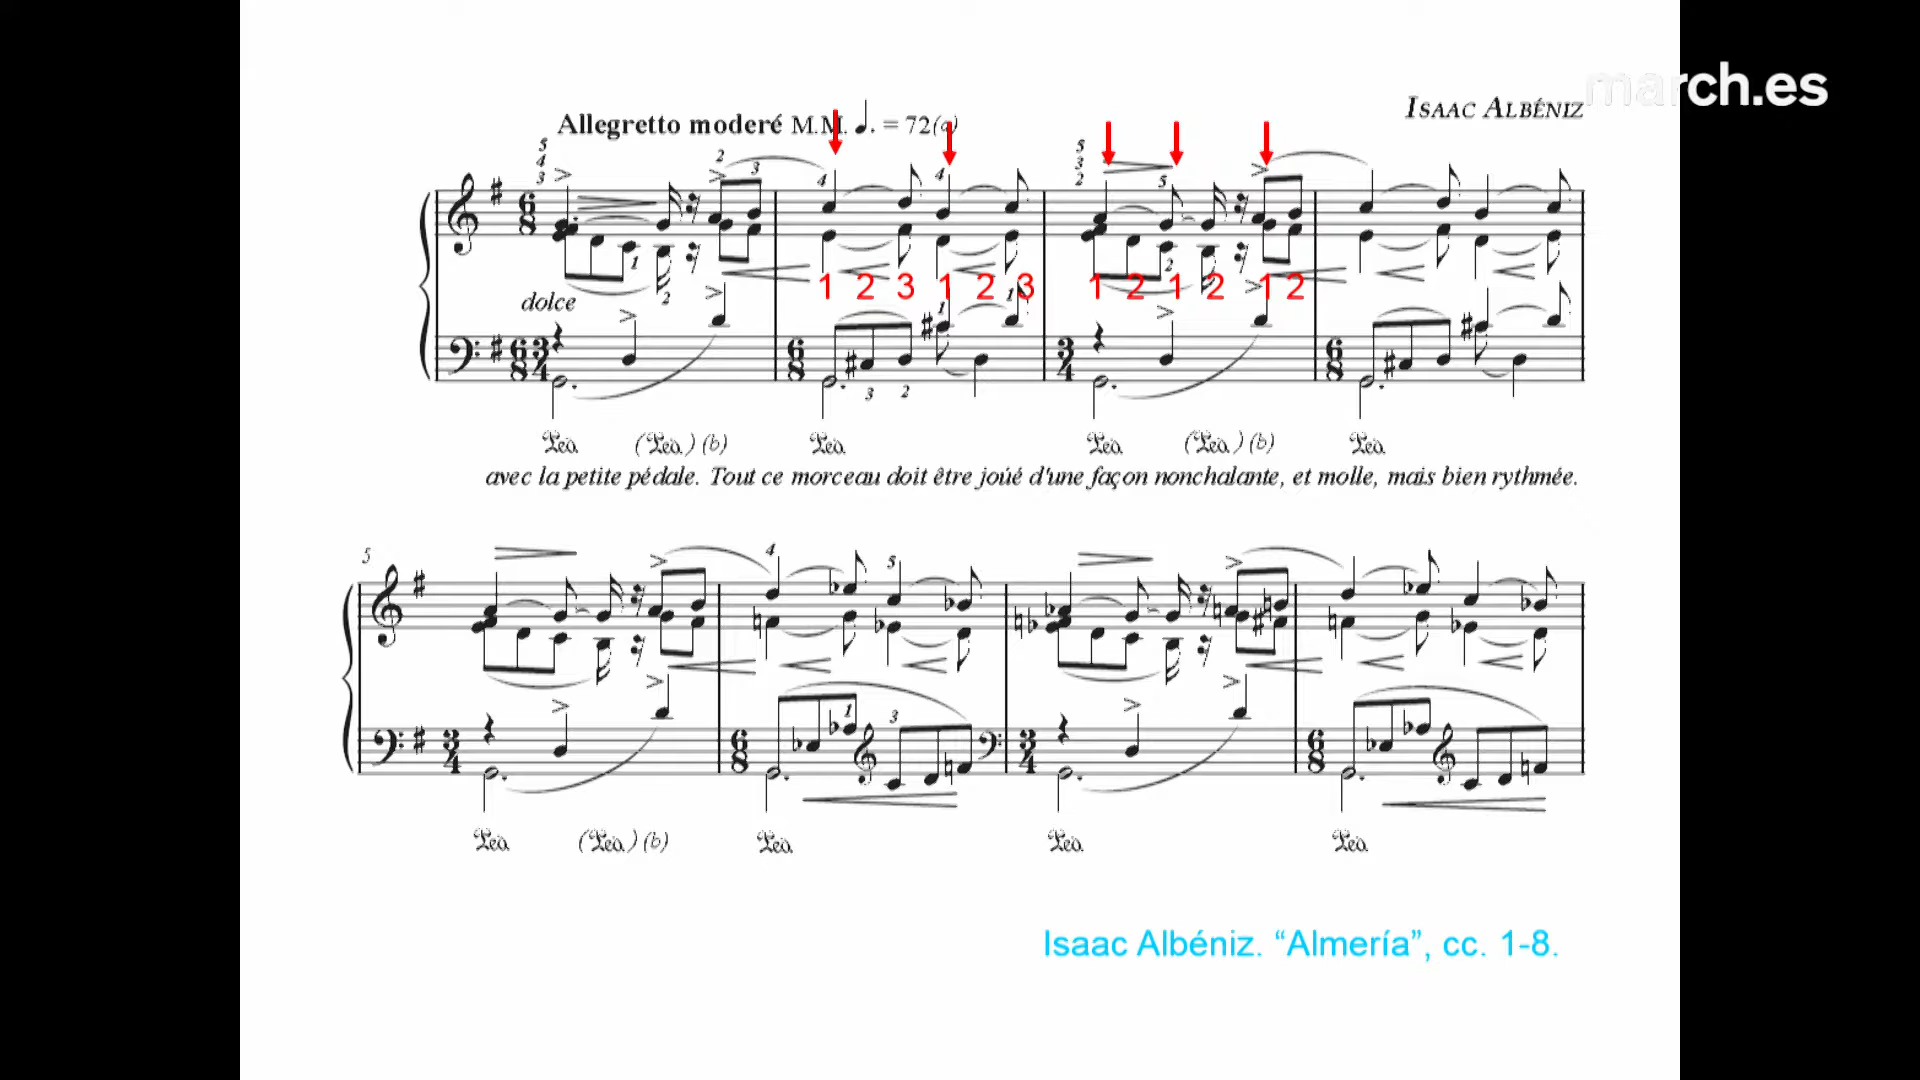 march.es
ISAAC ALBÉNIZ
Allegretto moderé M.M. ♩. = 72(a)
1 2 3 1 2 3 1 2 1 2 1 2
dolce
Ped. (Ped.) (b) Ped. Ped. (Ped.) (b) Ped.
avec la petite pédale. Tout ce morceau doit être joúé d'une façon nonchalante, et molle, mais bien rythmée.
5
Ped. (Ped.) (b) Ped. Ped. Ped.
Isaac Albéniz. “Almería”, cc. 1-8.